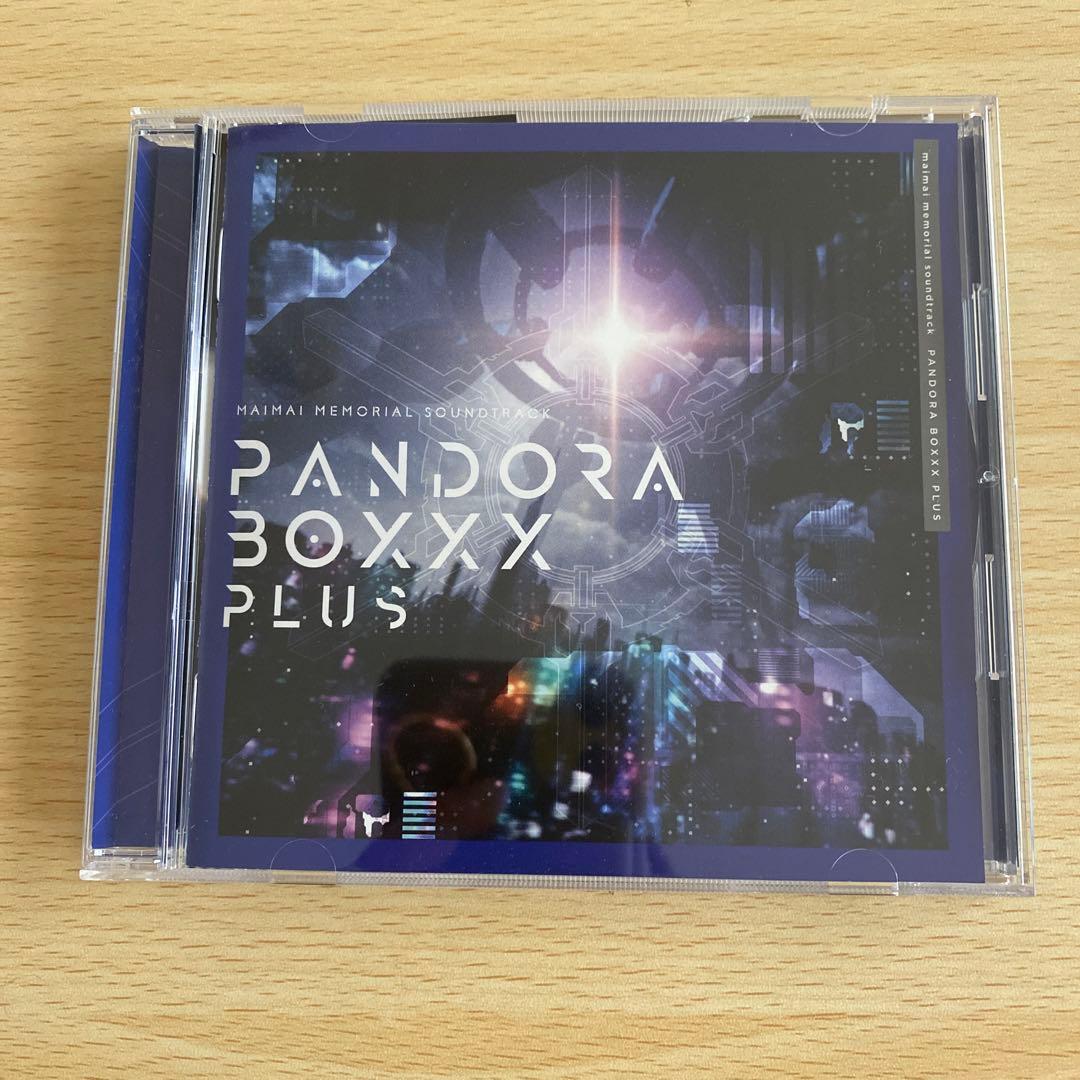 MAIMAI MEMORIAL SOUNDTRACK
PANDORA
BOXXX
PLUS
maimai memorial soundtrack PANDORA BOXXX PLUS